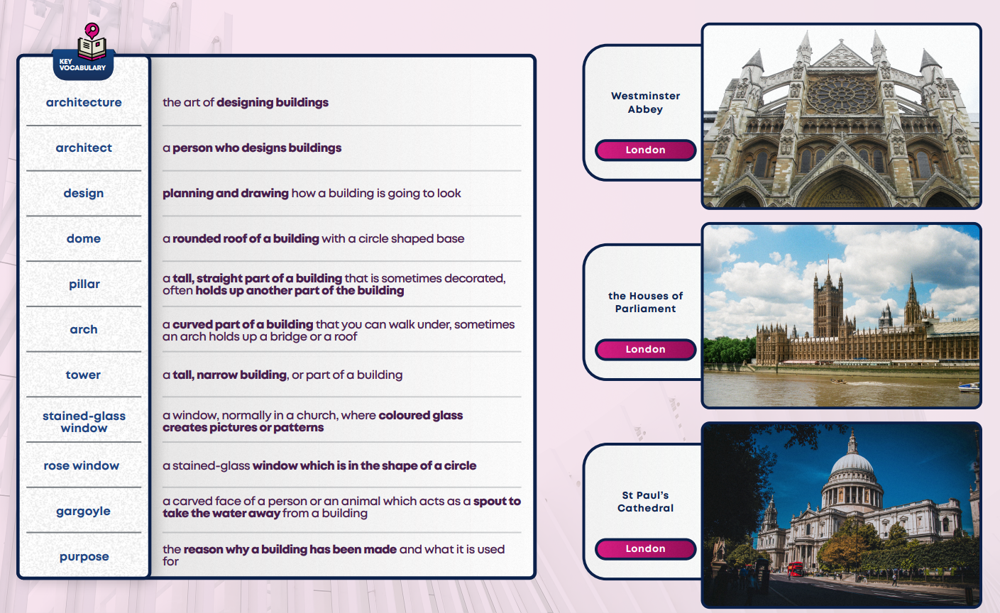 KEY
VOCABULARY
architecture
the art of designing buildings
architect
a person who designs buildings
design
planning and drawing how a building is going to look
dome
a rounded roof of a building with a circle shaped base
pillar
a tall, straight part of a building that is sometimes decorated,
often holds up another part of the building
arch
a curved part of a building that you can walk under, sometimes
an arch holds up a bridge or a roof
tower
a tall, narrow building, or part of a building
stained-glass
window
a window, normally in a church, where coloured glass
creates pictures or patterns
rose window
a stained-glass window which is in the shape of a circle
gargoyle
a carved face of a person or an animal which acts as a spout to
take the water away from a building
purpose
the reason why a building has been made and what it is used
for
Westminster
Abbey
London
the Houses of
Parliament
London
St Paul's
Cathedral
London